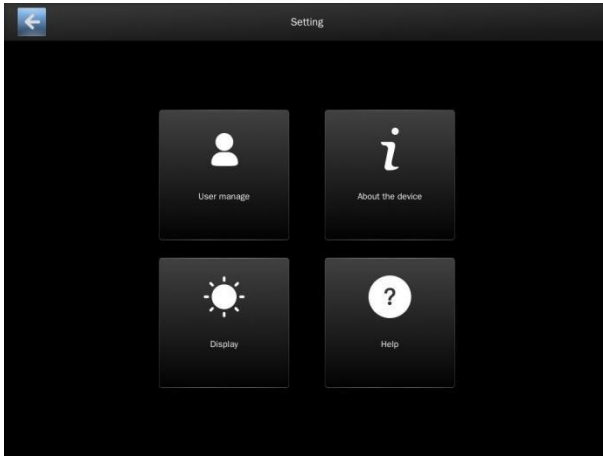 Setting
User manage
About the device
Display
?
Help